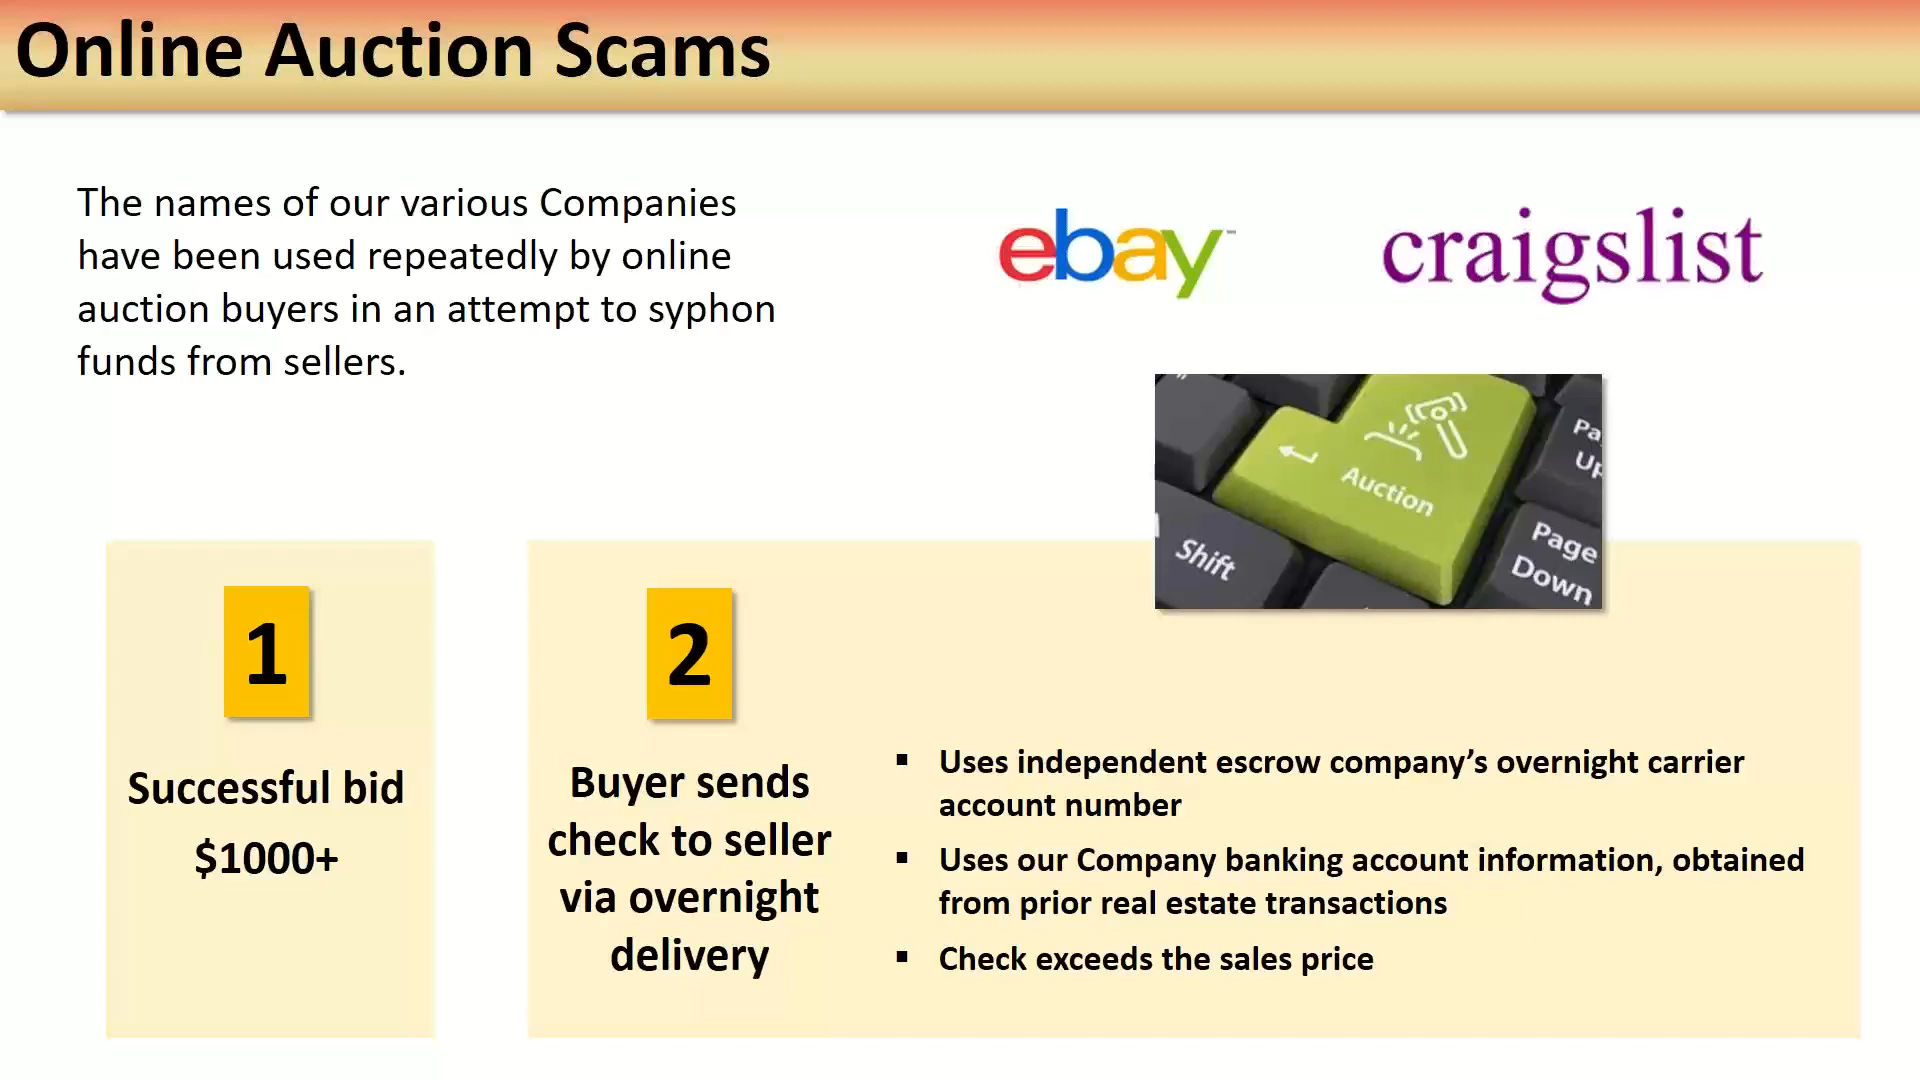 Online Auction Scams
The names of our various Companies
have been used repeatedly by online
auction buyers in an attempt to syphon
funds from sellers.
ebay™
craigslist
Auction
Shift
Page
Down
1
Successful bid
$1000+
2
Buyer sends
check to seller
via overnight
delivery
▪ Uses independent escrow company’s overnight carrier
account number
▪ Uses our Company banking account information, obtained
from prior real estate transactions
▪ Check exceeds the sales price